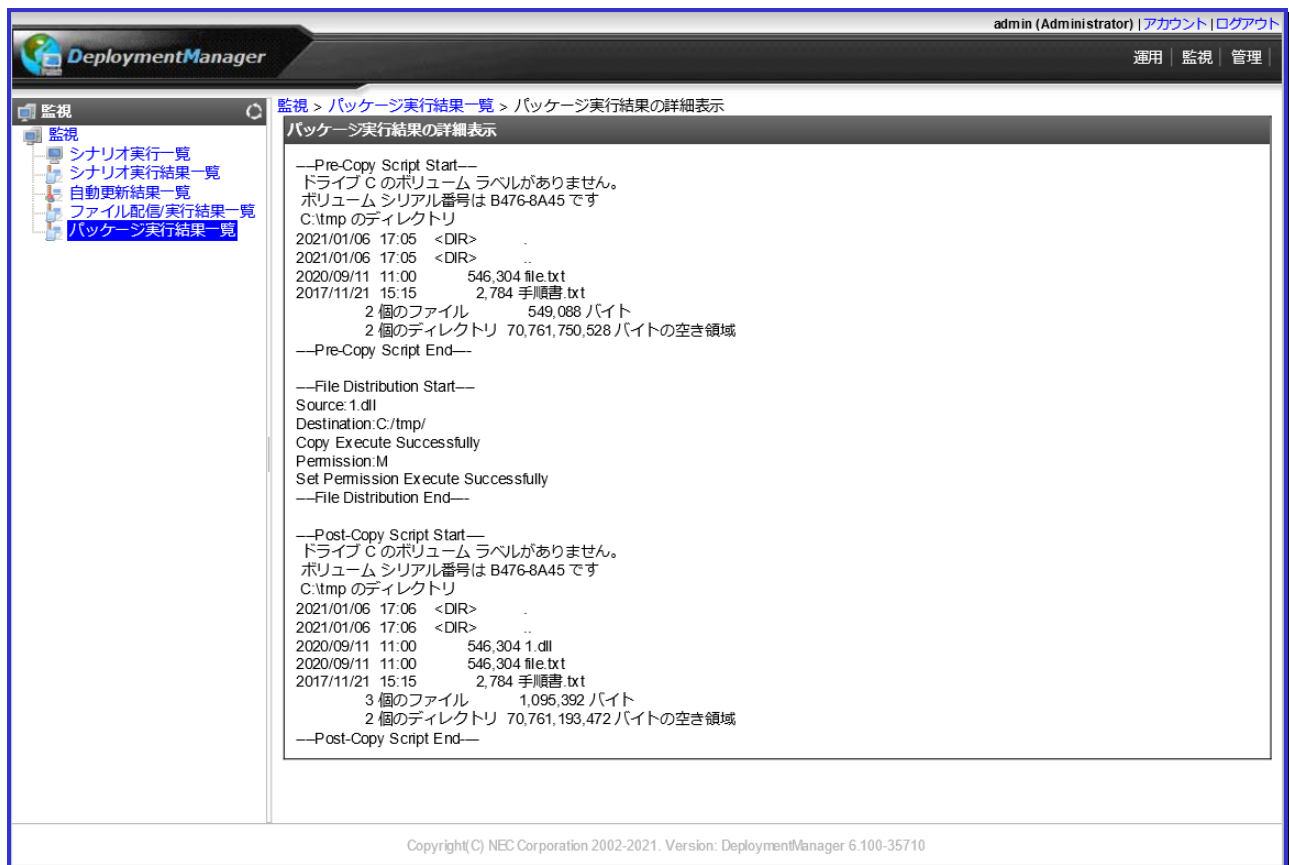 admin (Administrator) | アカウント | ログアウト
DeploymentManager
運用 | 監視 | 管理
監視
監視
シナリオ実行一覧
シナリオ実行結果一覧
自動更新結果一覧
ファイル配信/実行結果一覧
パッケージ実行結果一覧
監視 > パッケージ実行結果一覧 > パッケージ実行結果の詳細表示
パッケージ実行結果の詳細表示
----Pre-Copy Script Start----
ドライブ C のボリューム ラベルがありません。
ボリューム シリアル番号は B476-8A45 です
C:\tmp のディレクトリ
2021/01/06 17:05 <DIR> .
2021/01/06 17:05 <DIR> ..
2020/09/11 11:00 546,304 file.txt
2017/11/21 15:15 2,784 手順書.txt
2 個のファイル 549,088 バイト
2 個のディレクトリ 70,761,750,528 バイトの空き領域
----Pre-Copy Script End----
----File Distribution Start----
Source:1.dll
Destination:C:/tmp/
Copy Execute Successfully
Permission:M
Set Permission Execute Successfully
----File Distribution End----
----Post-Copy Script Start----
ドライブ C のボリューム ラベルがありません。
ボリューム シリアル番号は B476-8A45 です
C:\tmp のディレクトリ
2021/01/06 17:06 <DIR> .
2021/01/06 17:06 <DIR> ..
2020/09/11 11:00 546,304 1.dll
2020/09/11 11:00 546,304 file.txt
2017/11/21 15:15 2,784 手順書.txt
3 個のファイル 1,095,392 バイト
2 個のディレクトリ 70,761,193,472 バイトの空き領域
----Post-Copy Script End----
Copyright(C) NEC Corporation 2002-2021. Version: DeploymentManager 6.100-35710